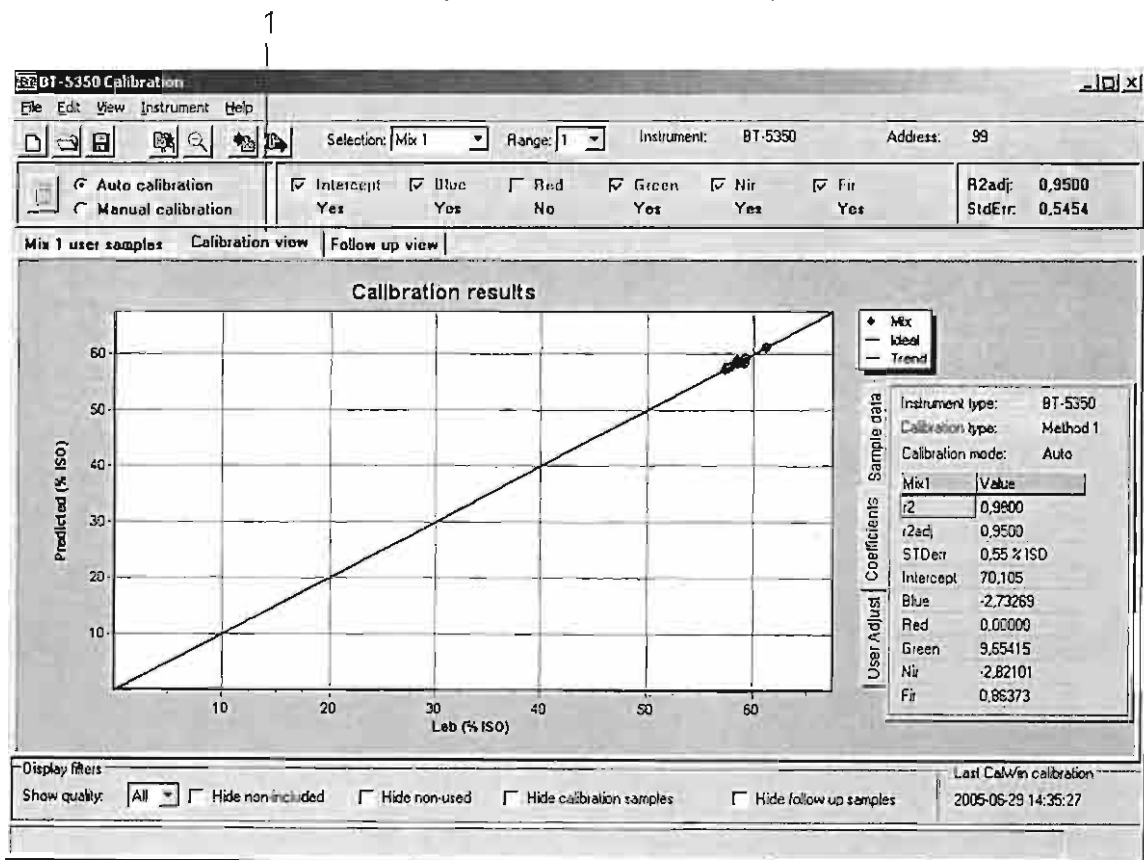 1
BT-5350 Calibration
File Edit View Instrument Help
Selection: Mix 1 Range: 1 Instrument: BT-5350 Address: 99
Auto calibration
Manual calibration
Intercept Blue Red Green Nir Fir
Yes Yes No Yes Yes Yes
R2adj: 0,9500
StdErr: 0,5454
Mix 1 user samples Calibration view Follow up view
Calibration results
Mix
Ideal
Trend
60
50
40
30
20
10
Predicted (% ISO)
10 20 30 40 50 60
Lab (% ISO)
Sample data
Coefficients
User Adjust
Instrument type: BT-5350
Calibration type: Method 1
Calibration mode: Auto
Mix1 Value
r2 0,9800
r2adj 0,9500
STDerr 0,55 % ISO
Intercept 70,105
Blue -2,73269
Red 0,00000
Green 9,65415
Nir -2,82101
Fir 0,86373
Display filters
Show quality: All Hide non-included Hide non-used Hide calibration samples Hide follow up samples
Last CalWin calibration
2005-06-29 14:35:27